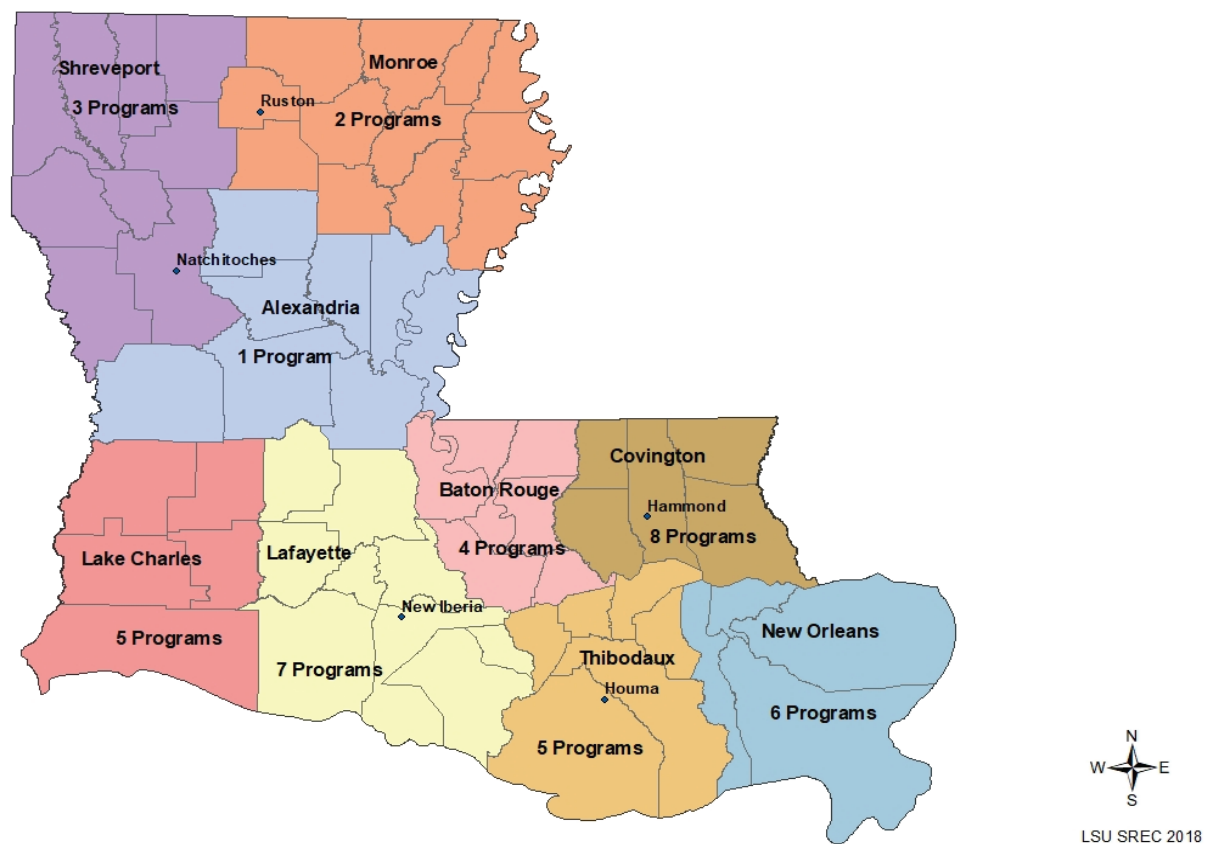 Shreveport
3 Programs
Monroe
Ruston
2 Programs
Natchitoches
Alexandria
1 Program
Covington
Baton Rouge
Hammond
8 Programs
4 Programs
Lake Charles
Lafayette
New Iberia
5 Programs
7 Programs
New Orleans
Thibodaux
Houma
6 Programs
5 Programs
N
W E
S
LSU SREC 2018